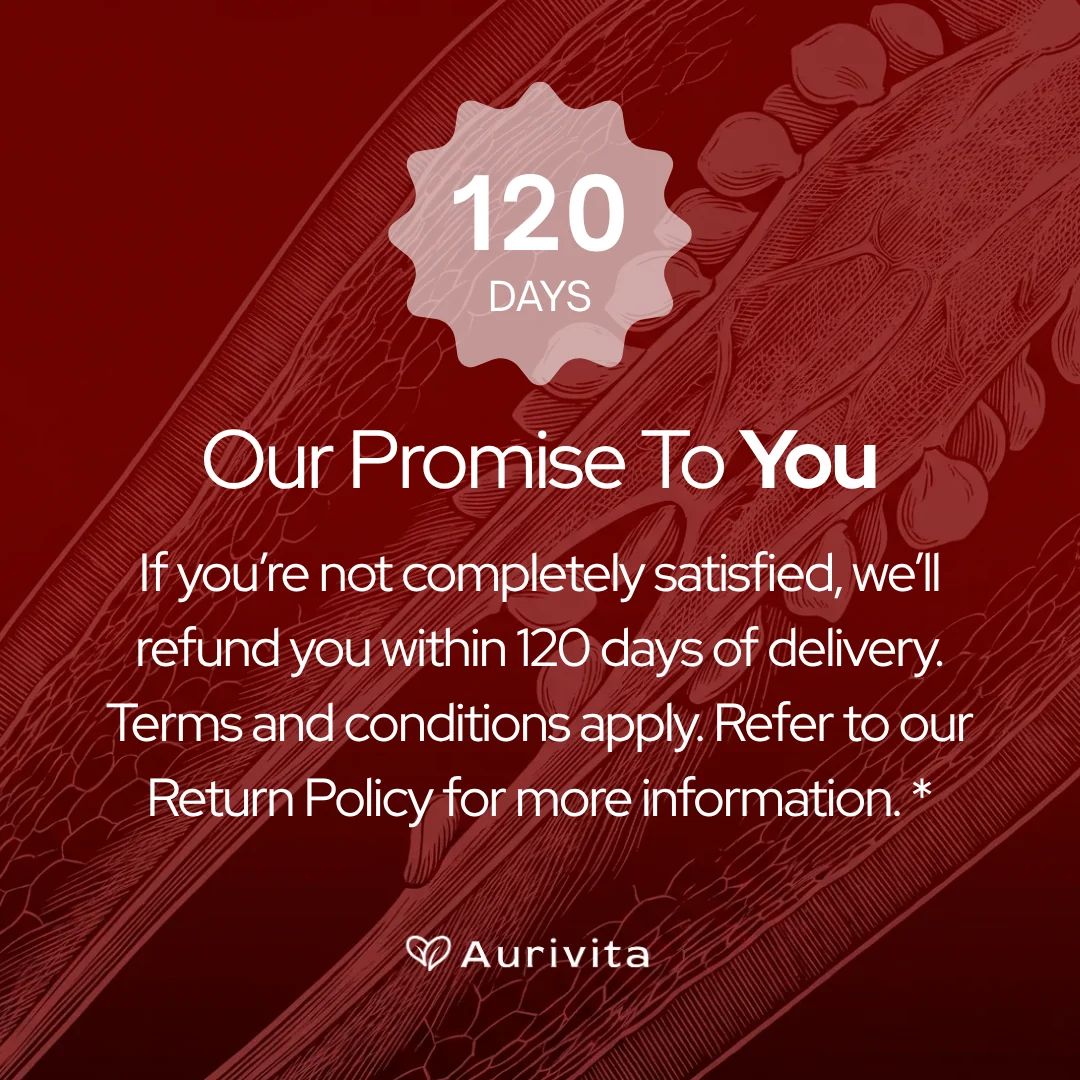 120
DAYS
Our Promise To You
If you’re not completely satisfied, we’ll
refund you within 120 days of delivery.
Terms and conditions apply. Refer to our
Return Policy for more information. *
Aurivita